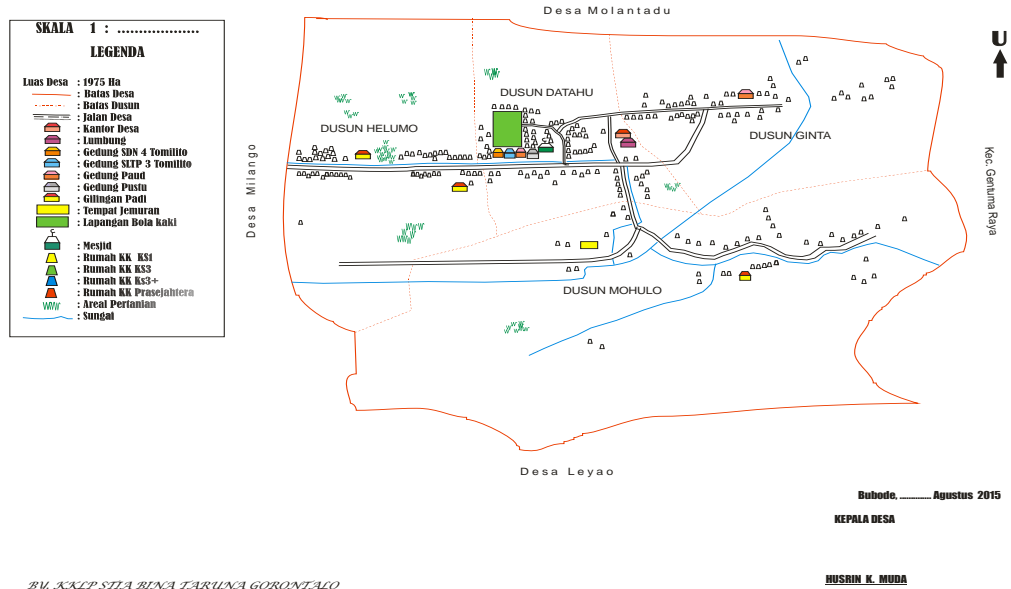 Desa Molantadu
SKALA 1 : ...................
LEGENDA
Luas Desa : 1975 Ha
: Batas Desa
: Batas Dusun
: Jalan Desa
: Kantor Desa
: Lumbung
: Gedung SDN 4 Tomilito
: Gedung SLTP 3 Tomilito
: Gedung Paud
: Gedung Pustu
: Gilingan Padi
: Tempat Jemuran
: Lapangan Bola kaki
: Mesjid
: Rumah KK KS1
: Rumah KK KS3
: Rumah KK Ks3+
: Rumah KK Prasejahtera
: Areal Pertanian
: Sungai
U
DUSUN DATAHU
DUSUN HELUMO
DUSUN GINTA
DUSUN MOHULO
Desa Milango
Kec. Gentuma Raya
Desa Leyao
Bubode, .............. Agustus 2015
KEPALA DESA
HUSRIN K. MUDA
BY. KKLP STIA BINA TARUNA GORONTALO